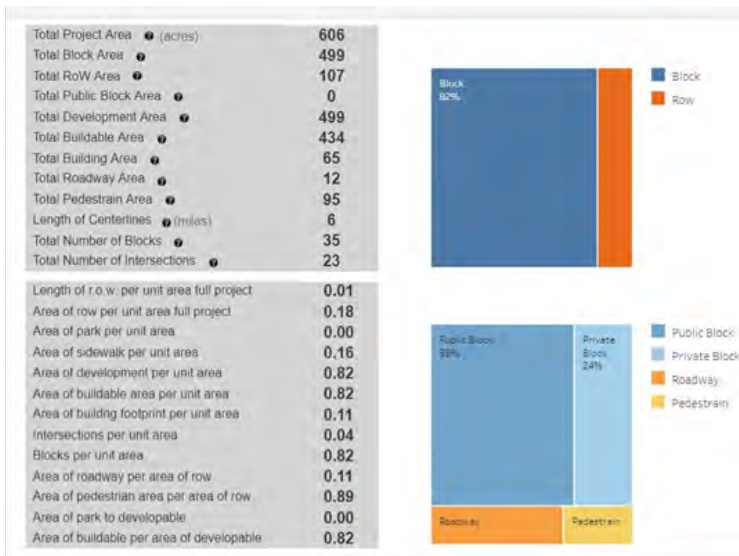 Total Project Area (acres) 606
Total Block Area 499
Total RoW Area 107
Total Public Block Area 0
Total Development Area 499
Total Buildable Area 434
Total Building Area 65
Total Roadway Area 12
Total Pedestrain Area 95
Length of Centerlines (miles) 6
Total Number of Blocks 35
Total Number of Intersections 23
Length of r.o.w. per unit area full project 0.01
Area of row per unit area full project 0.18
Area of park per unit area 0.00
Area of sidewalk per unit area 0.16
Area of development per unit area 0.82
Area of buildable area per unit area 0.82
Area of buildng footprint per unit area 0.11
Intersections per unit area 0.04
Blocks per unit area 0.82
Area of roadway per area of row 0.11
Area of pedestrian area per area of row 0.89
Area of park to developable 0.00
Area of buildable per area of developable 0.82
Block
82%
Block
Row
Public Block
Private
Block
24%
Roadway
Pedestrain
Public Block
Private Block
Roadway
Pedestrain